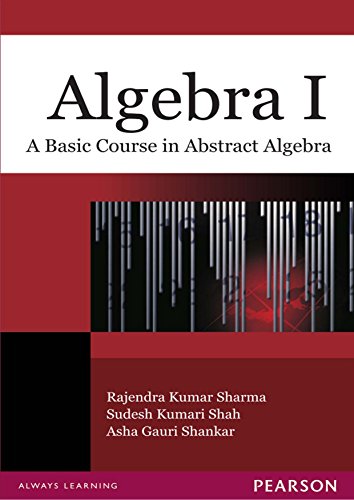 Algebra I
A Basic Course in Abstract Algebra
Rajendra Kumar Sharma
Sudesh Kumari Shah
Asha Gauri Shankar
ALWAYS LEARNING
PEARSON